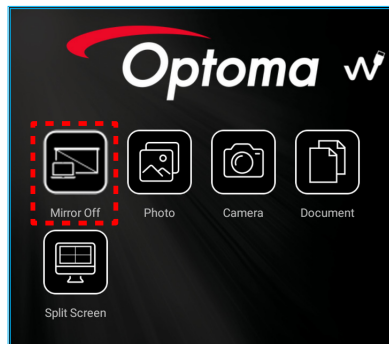 Optoma
Mirror Off
Photo
Camera
Document
Split Screen